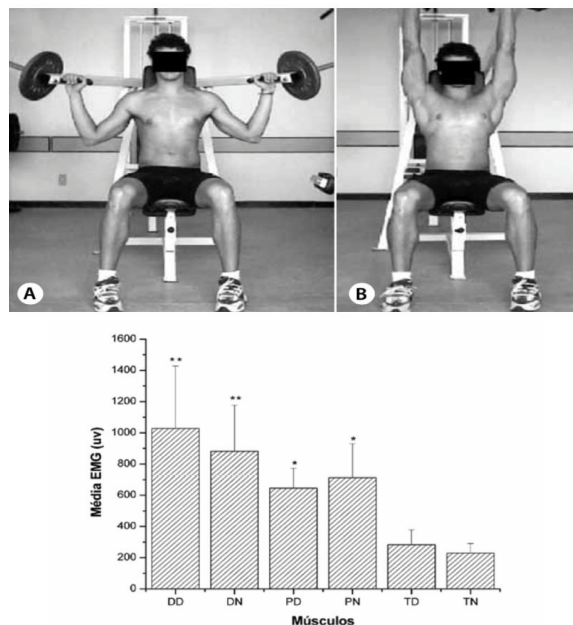 A
B
1600
1400
1200
1000
800
600
400
200
0
Média EMG (uv)
**
**
*
*
DD
DN
PD
PN
TD
TN
Músculos